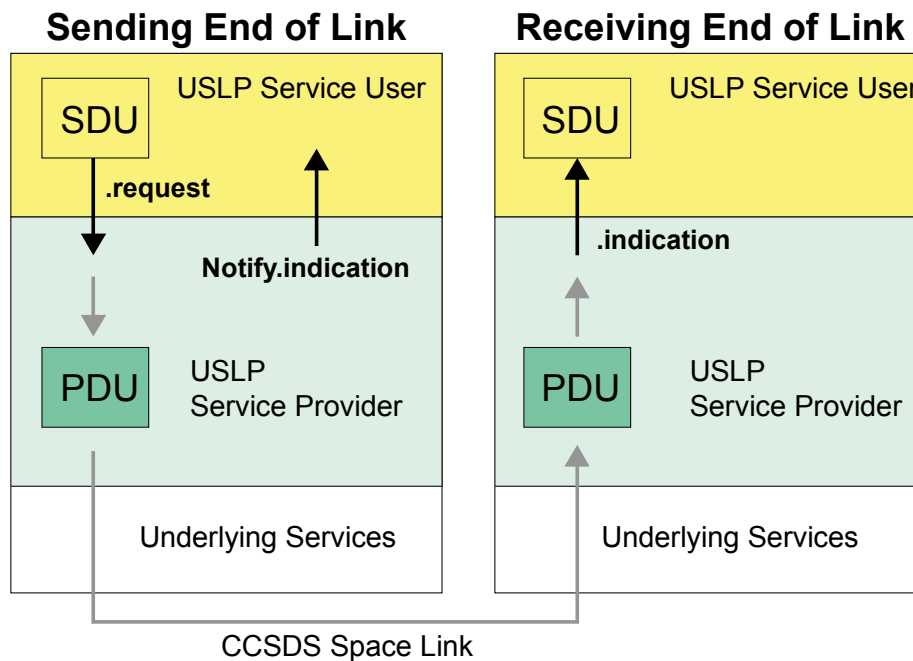 Sending End of Link
Receiving End of Link
USLP Service User
SDU
.request
Notify.indication
PDU
USLP
Service Provider
Underlying Services
USLP Service User
SDU
.indication
PDU
USLP
Service Provider
Underlying Services
CCSDS Space Link